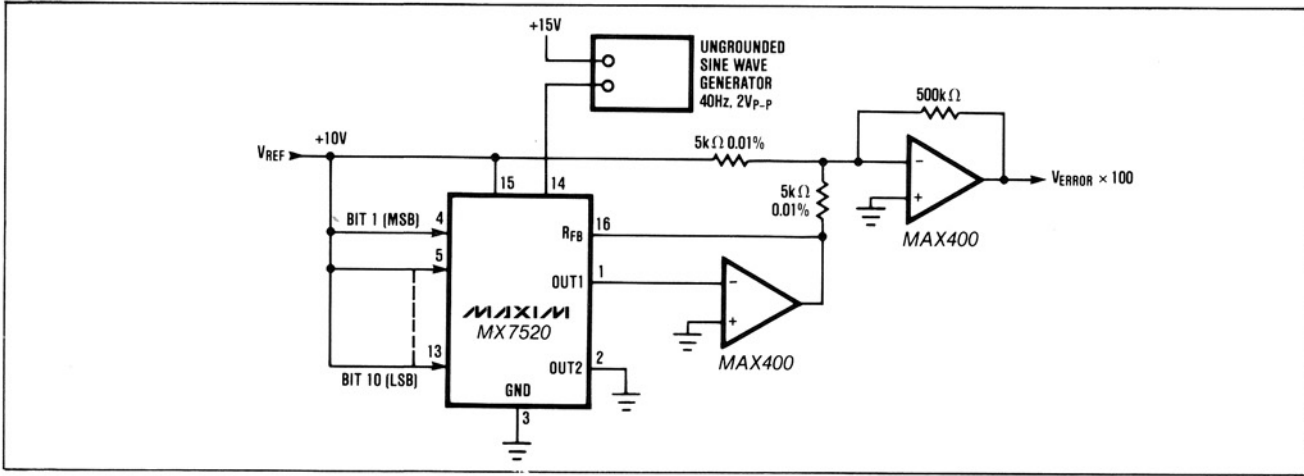 +15V
UNGROUNDED
SINE WAVE
GENERATOR
40Hz, 2VP-P
500kΩ
+10V
VREF
5kΩ 0.01%
15
14
5kΩ
0.01%
-
+
VERROR × 100
MAX400
BIT 1 (MSB)
4
RFB
16
5
OUT1
1
MAXIM
MX7520
-
+
MAX400
13
BIT 10 (LSB)
OUT2
2
GND
3